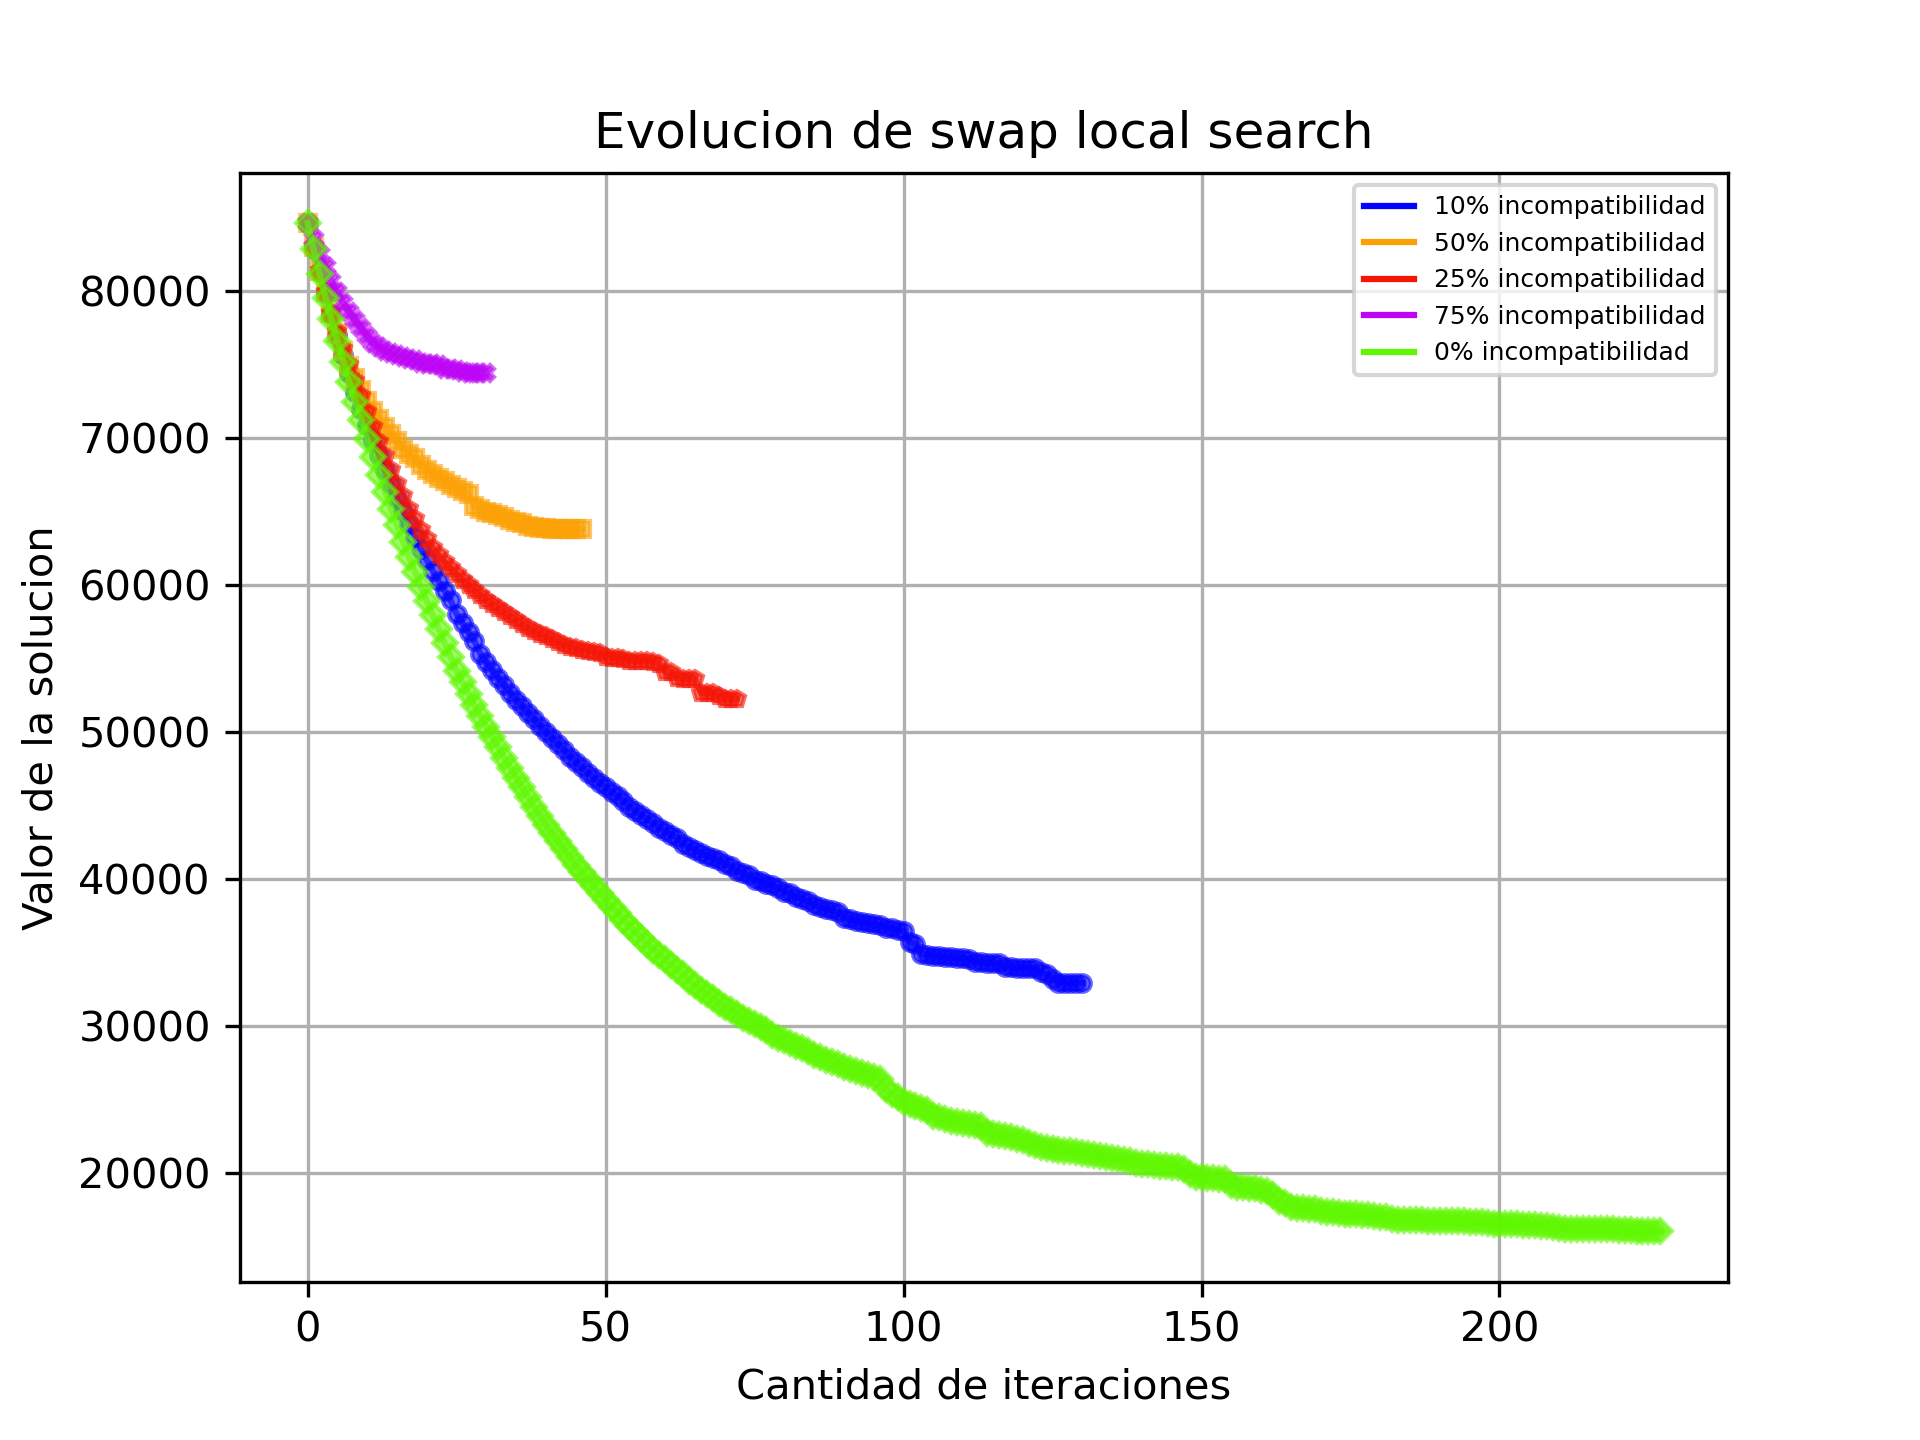 Evolucion de swap local search
10% incompatibilidad
50% incompatibilidad
25% incompatibilidad
75% incompatibilidad
0% incompatibilidad
Valor de la solucion
80000
70000
60000
50000
40000
30000
20000
0 50 100 150 200
Cantidad de iteraciones